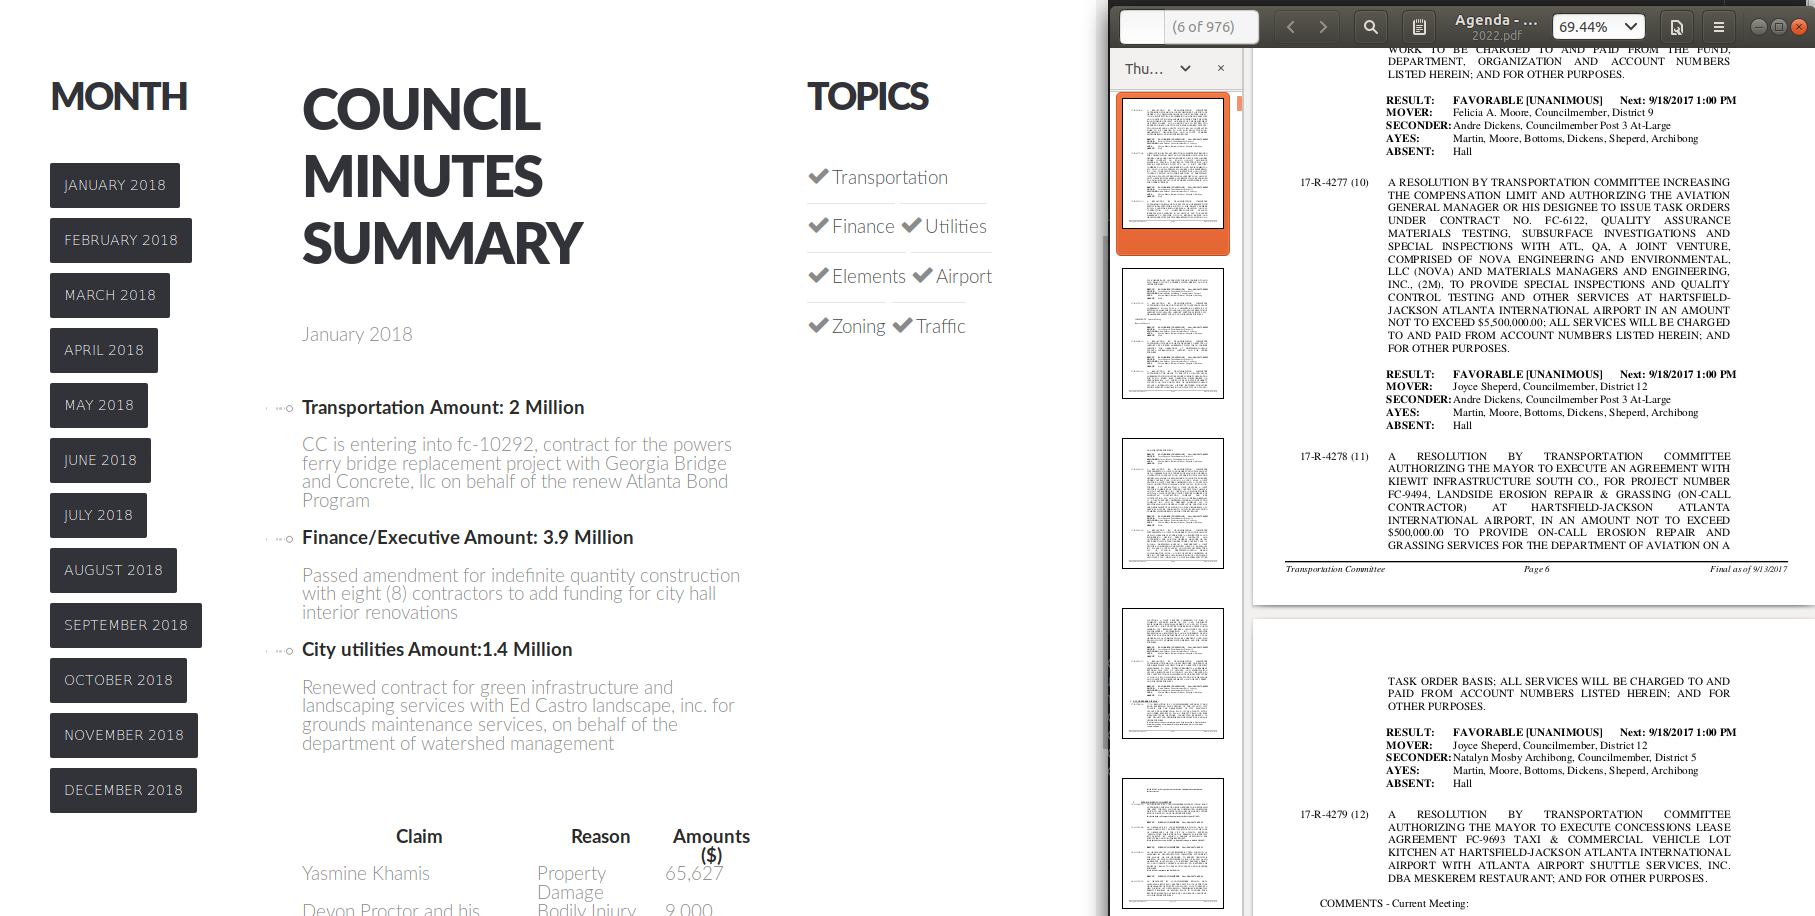 MONTH
JANUARY 2018
FEBRUARY 2018
MARCH 2018
APRIL 2018
MAY 2018
JUNE 2018
JULY 2018
AUGUST 2018
SEPTEMBER 2018
OCTOBER 2018
NOVEMBER 2018
DECEMBER 2018
COUNCIL
MINUTES
SUMMARY
January 2018
Transportation Amount: 2 Million
CC is entering into fc-10292, contract for the powers
ferry bridge replacement project with Georgia Bridge
and Concrete, llc on behalf of the renew Atlanta Bond
Program
Finance/Executive Amount: 3.9 Million
Passed amendment for indefinite quantity construction
with eight (8) contractors to add funding for city hall
interior renovations
City utilities Amount:1.4 Million
Renewed contract for green infrastructure and
landscaping services with Ed Castro landscape, inc. for
grounds maintenance services, on behalf of the
department of watershed management
Claim Reason Amounts
($)
Yasmine Khamis Property 65,627
Damage
Devon Proctor and his Bodily Injury 9,000
TOPICS
Transportation
Finance Utilities
Elements Airport
Zoning Traffic
(6 of 976) Agenda - ... 69.44%
2022.pdf
Thu...
WORK TO BE CHARGED TO AND PAID FROM THE FUND,
DEPARTMENT, ORGANIZATION AND ACCOUNT NUMBERS
LISTED HEREIN; AND FOR OTHER PURPOSES.
RESULT: FAVORABLE [UNANIMOUS] Next: 9/18/2017 1:00 PM
MOVER: Felicia A. Moore, Councilmember, District 9
SECONDER: Andre Dickens, Councilmember Post 3 At-Large
AYES: Martin, Moore, Bottoms, Dickens, Sheperd, Archibong
ABSENT: Hall
17-R-4277 (10) A RESOLUTION BY TRANSPORTATION COMMITTEE INCREASING
THE COMPENSATION LIMIT AND AUTHORIZING THE AVIATION
GENERAL MANAGER OR HIS DESIGNEE TO ISSUE TASK ORDERS
UNDER CONTRACT NO. FC-6122, QUALITY ASSURANCE
MATERIALS TESTING, SUBSURFACE INVESTIGATIONS AND
SPECIAL INSPECTIONS WITH ATL, QA, A JOINT VENTURE,
COMPRISED OF NOVA ENGINEERING AND ENVIRONMENTAL,
LLC (NOVA) AND MATERIALS MANAGERS AND ENGINEERING,
INC., (2M), TO PROVIDE SPECIAL INSPECTIONS AND QUALITY
CONTROL TESTING AND OTHER SERVICES AT HARTSFIELD-
JACKSON ATLANTA INTERNATIONAL AIRPORT IN AN AMOUNT
NOT TO EXCEED $5,500,000.00; ALL SERVICES WILL BE CHARGED
TO AND PAID FROM ACCOUNT NUMBERS LISTED HEREIN; AND
FOR OTHER PURPOSES.
RESULT: FAVORABLE [UNANIMOUS] Next: 9/18/2017 1:00 PM
MOVER: Joyce Sheperd, Councilmember, District 12
SECONDER: Andre Dickens, Councilmember Post 3 At-Large
AYES: Martin, Moore, Bottoms, Dickens, Sheperd, Archibong
ABSENT: Hall
17-R-4278 (11) A RESOLUTION BY TRANSPORTATION COMMITTEE
AUTHORIZING THE MAYOR TO EXECUTE AN AGREEMENT WITH
KIEWIT INFRASTRUCTURE SOUTH CO., FOR PROJECT NUMBER
FC-9494, LANDSIDE EROSION REPAIR & GRASSING (ON-CALL
CONTRACTOR) AT HARTSFIELD-JACKSON ATLANTA
INTERNATIONAL AIRPORT, IN AN AMOUNT NOT TO EXCEED
$500,000.00 TO PROVIDE ON-CALL EROSION REPAIR AND
GRASSING SERVICES FOR THE DEPARTMENT OF AVIATION ON A
Transportation Committee Page 6 Final as of 9/13/2017
TASK ORDER BASIS; ALL SERVICES WILL BE CHARGED TO AND
PAID FROM ACCOUNT NUMBERS LISTED HEREIN; AND FOR
OTHER PURPOSES.
RESULT: FAVORABLE [UNANIMOUS] Next: 9/18/2017 1:00 PM
MOVER: Joyce Sheperd, Councilmember, District 12
SECONDER: Natalyn Mosby Archibong, Councilmember, District 5
AYES: Martin, Moore, Bottoms, Dickens, Sheperd, Archibong
ABSENT: Hall
17-R-4279 (12) A RESOLUTION BY TRANSPORTATION COMMITTEE
AUTHORIZING THE MAYOR TO EXECUTE CONCESSIONS LEASE
AGREEMENT FC-9693 TAXI & COMMERCIAL VEHICLE LOT
KITCHEN AT HARTSFIELD-JACKSON ATLANTA INTERNATIONAL
AIRPORT WITH ATLANTA AIRPORT SHUTTLE SERVICES, INC.
DBA MESKEREM RESTAURANT; AND FOR OTHER PURPOSES.
COMMENTS - Current Meeting: